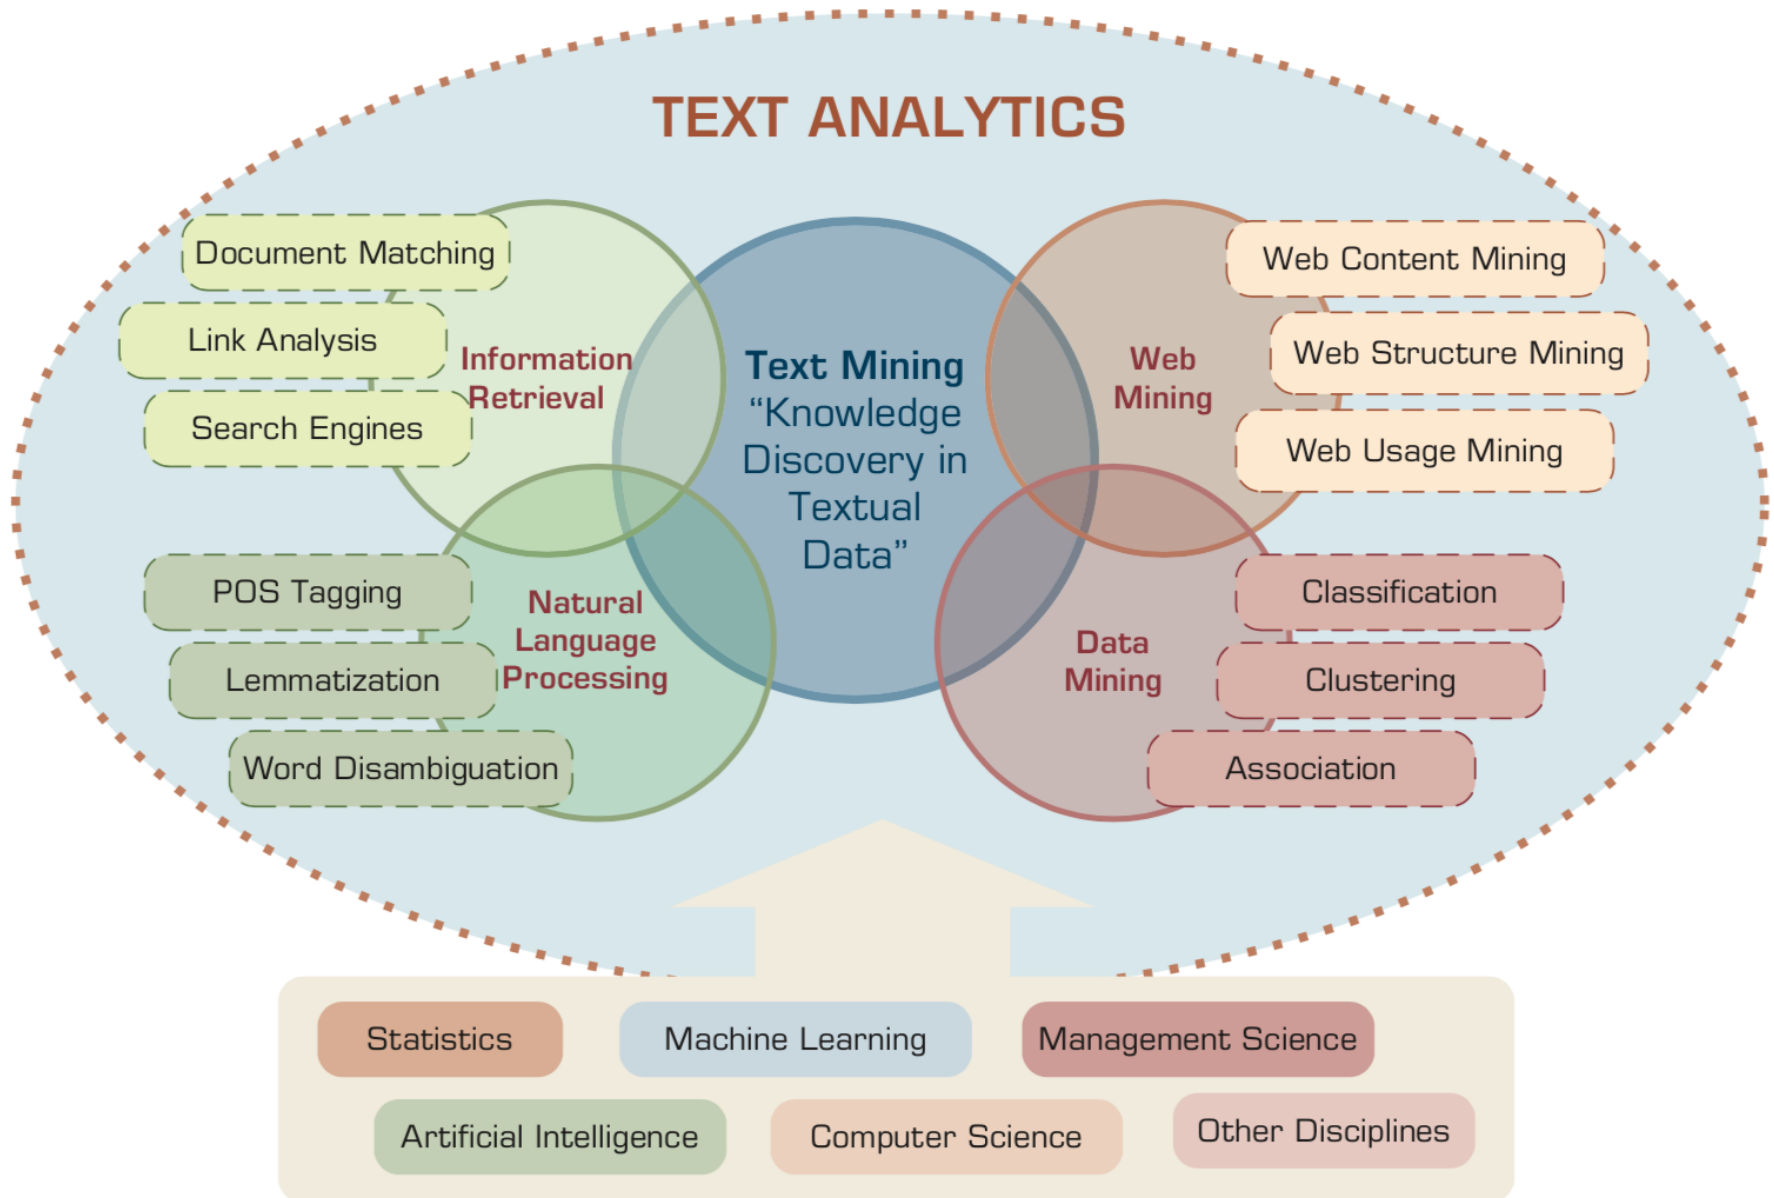 TEXT ANALYTICS
Document Matching
Link Analysis
Search Engines
Information
Retrieval
Text Mining
“Knowledge
Discovery in
Textual
Data”
Web
Mining
Web Content Mining
Web Structure Mining
Web Usage Mining
POS Tagging
Lemmatization
Word Disambiguation
Natural
Language
Processing
Data
Mining
Classification
Clustering
Association
Statistics
Machine Learning
Management Science
Artificial Intelligence
Computer Science
Other Disciplines